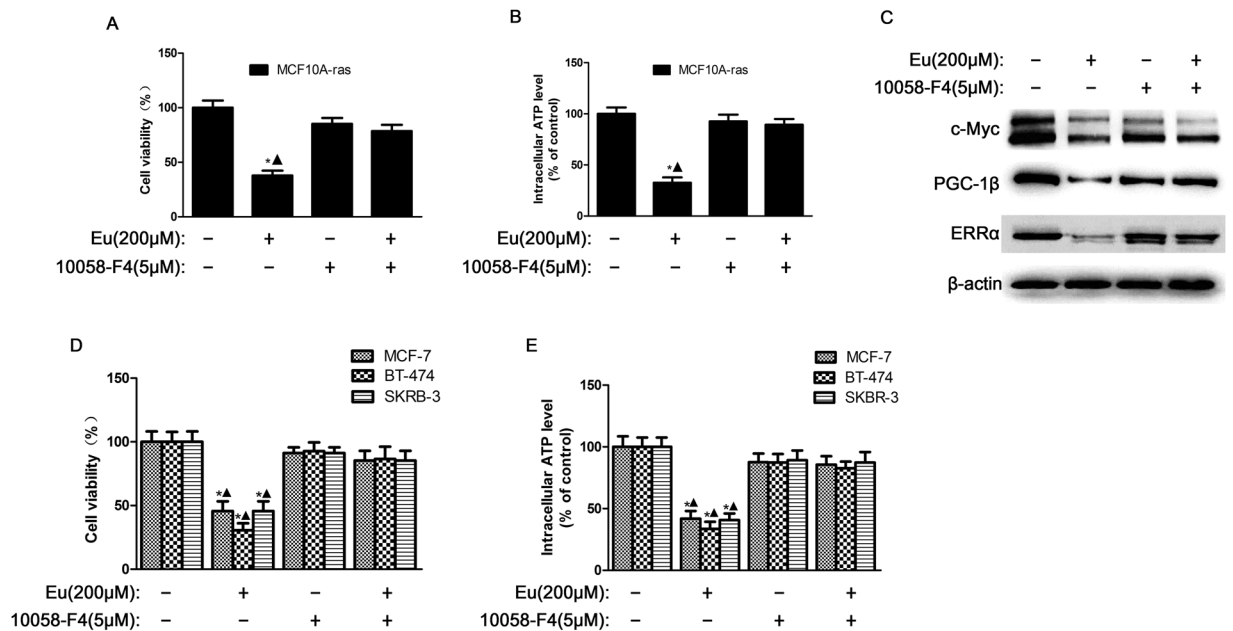 A
Cell viability (%)
150
100
50
0
MCF10A-ras
Eu(200μM): − + − +
10058-F4(5μM): − − + +
B
Intracellular ATP level
(% of control)
150
100
50
0
MCF10A-ras
*▲
*▲
Eu(200μM): − + − +
10058-F4(5μM): − − + +
C
Eu(200μM): − + − +
10058-F4(5μM): − − + +
c-Myc
PGC-1β
ERRα
β-actin
D
Cell viability (%)
150
100
50
0
MCF-7
BT-474
SKRB-3
*▲ *▲ *▲
Eu(200μM): − + − +
10058-F4(5μM): − − + +
E
Intracellular ATP level
(% of control)
150
100
50
0
MCF-7
BT-474
SKBR-3
*▲ *▲ *▲
Eu(200μM): − + − +
10058-F4(5μM): − − + +